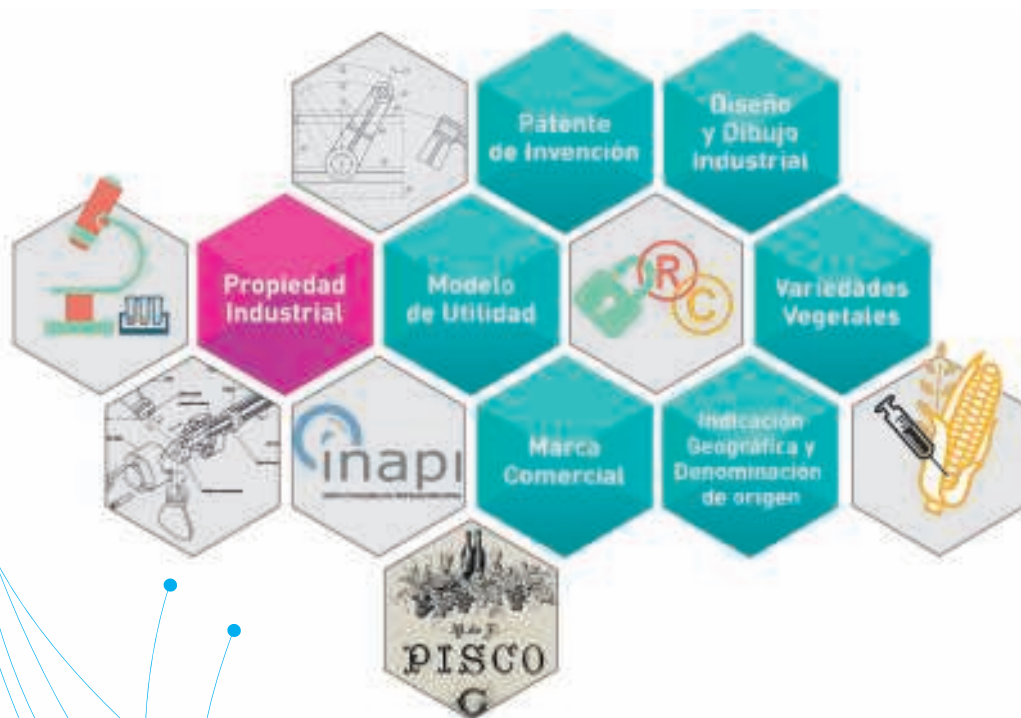 Patente
de Invención
Diseño
y Dibujo
Industrial
Propiedad
Industrial
Modelo
de Utilidad
R
C
Variedades
Vegetales
inapi
Marca
Comercial
Indicación
Geográfica y
Denominación
de origen
PISCO
C